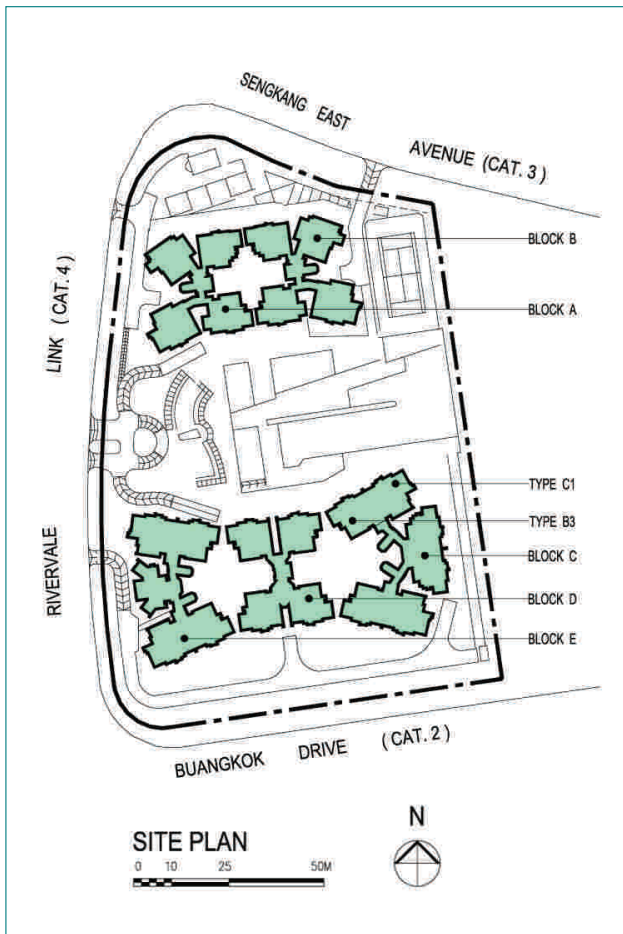 SENGKANG EAST
AVENUE (CAT. 3)
BLOCK B
BLOCK A
LINK (CAT. 4)
TYPE C1
TYPE B3
BLOCK C
RIVERVALE
BLOCK D
BLOCK E
BUANGKOK DRIVE (CAT. 2)
N
SITE PLAN
0 10 25 50M